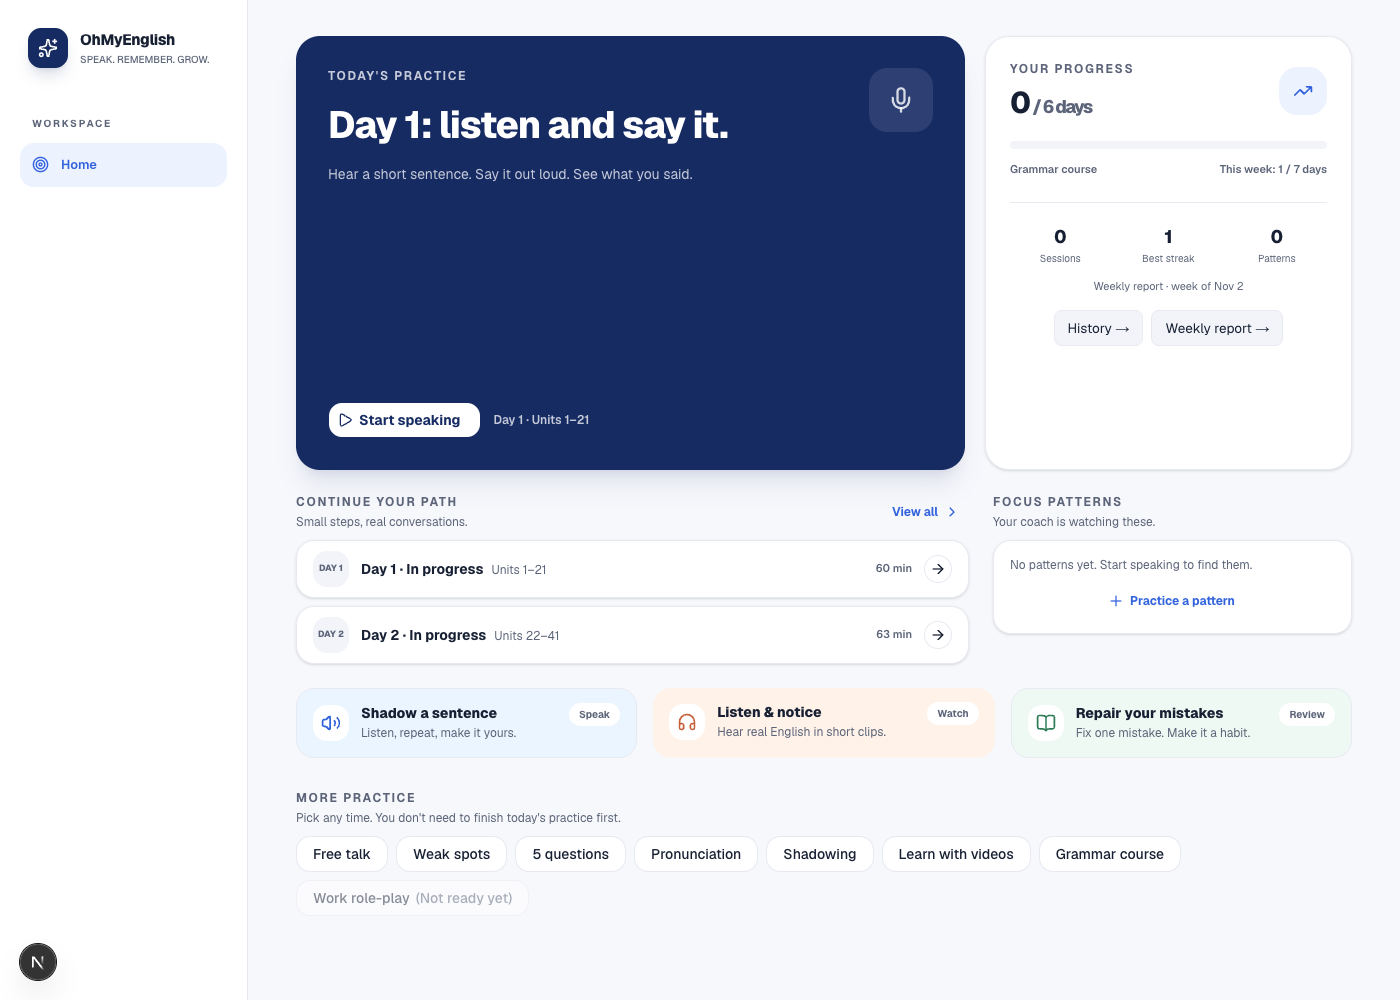 OhMyEnglish
SPEAK. REMEMBER. GROW.
WORKSPACE
Home
TODAY'S PRACTICE
Day 1: listen and say it.
Hear a short sentence. Say it out loud. See what you said.
Start speaking
Day 1 · Units 1–21
YOUR PROGRESS
0 / 6 days
Grammar course
This week: 1 / 7 days
0
Sessions
1
Best streak
0
Patterns
Weekly report · week of Nov 2
History →
Weekly report →
CONTINUE YOUR PATH
Small steps, real conversations.
View all
DAY 1
Day 1 · In progress Units 1–21
60 min
DAY 2
Day 2 · In progress Units 22–41
63 min
FOCUS PATTERNS
Your coach is watching these.
No patterns yet. Start speaking to find them.
Practice a pattern
Shadow a sentence
Listen, repeat, make it yours.
Speak
Listen & notice
Hear real English in short clips.
Watch
Repair your mistakes
Fix one mistake. Make it a habit.
Review
MORE PRACTICE
Pick any time. You don't need to finish today's practice first.
Free talk
Weak spots
5 questions
Pronunciation
Shadowing
Learn with videos
Grammar course
Work role-play (Not ready yet)
N